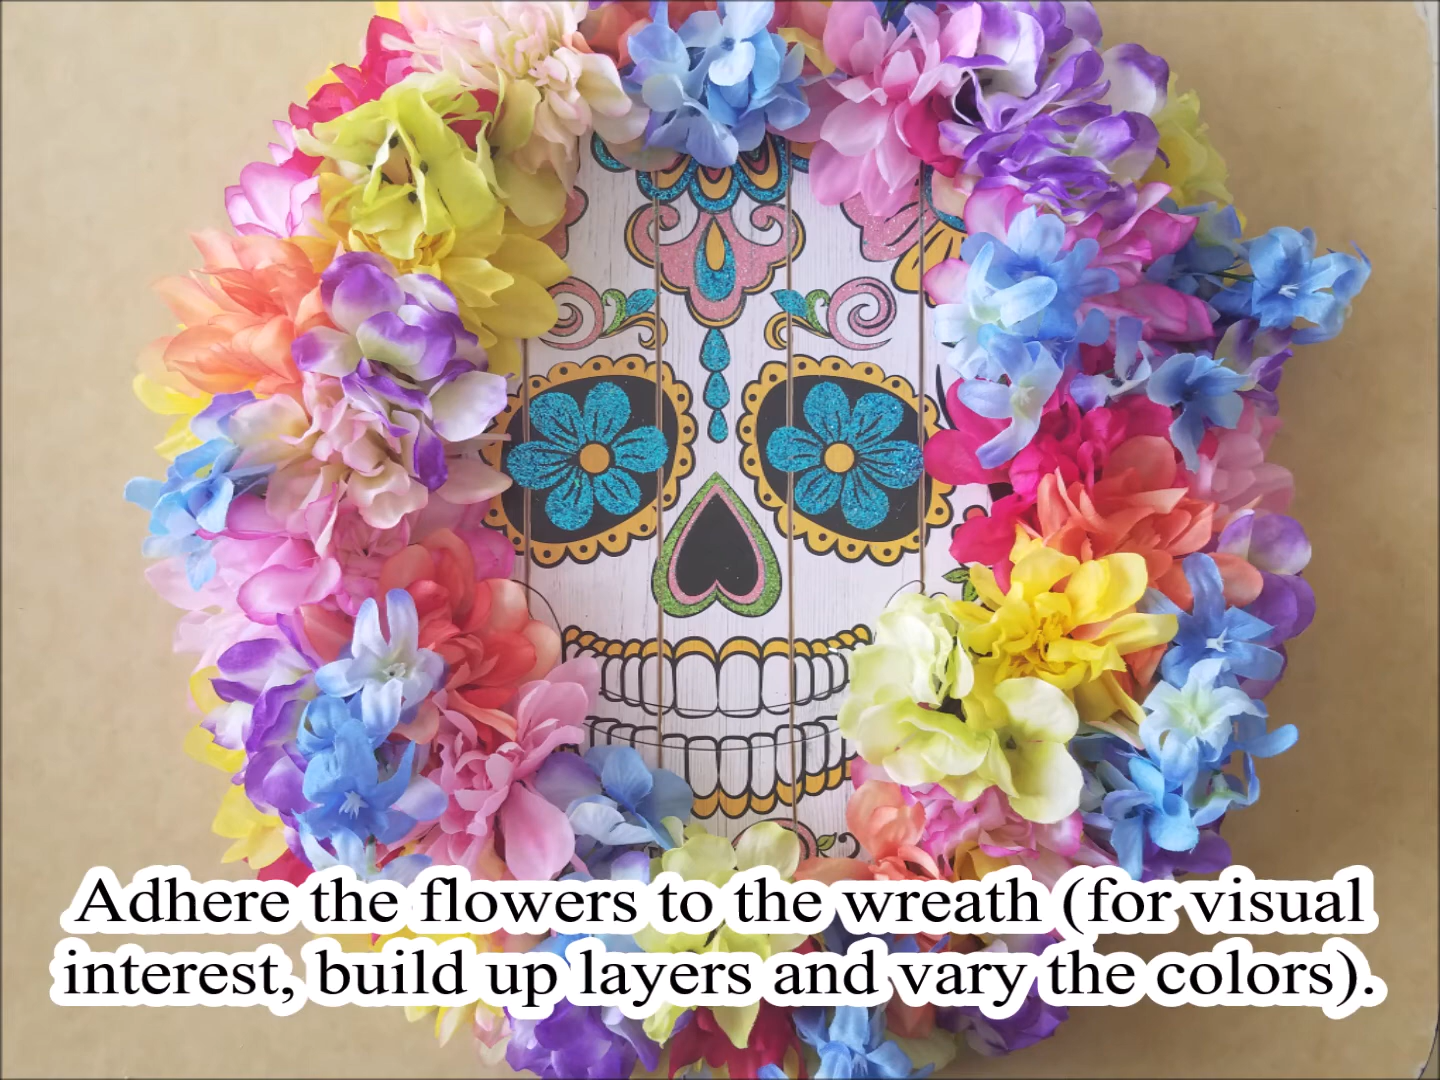 Adhere the flowers to the wreath (for visual
interest, build up layers and vary the colors).